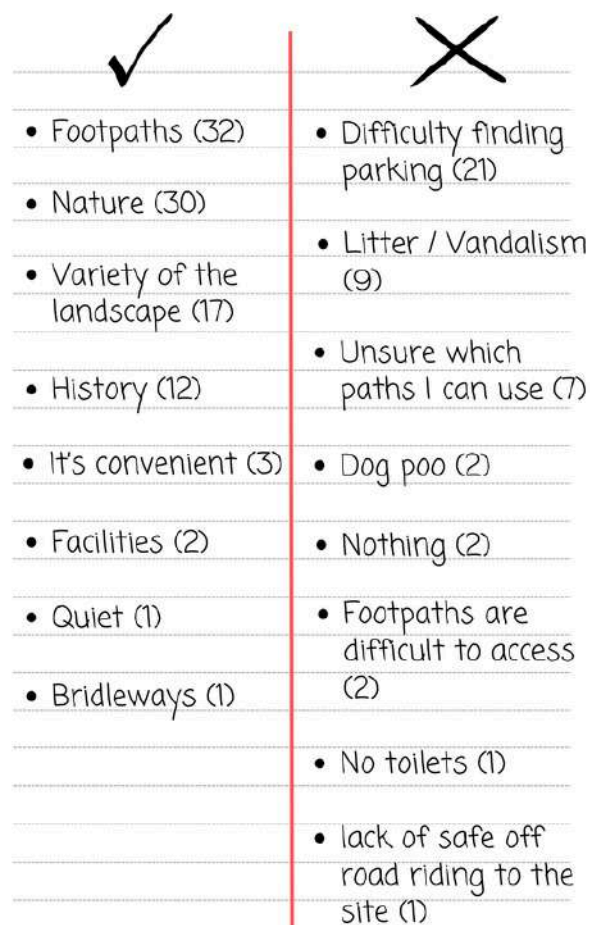 • Footpaths (32)
• Nature (30)
• Variety of the
landscape (17)
• History (12)
• It's convenient (3)
• Facilities (2)
• Quiet (1)
• Bridleways (1)
• Difficulty finding
parking (21)
• Litter / Vandalism
(9)
• Unsure which
paths I can use (7)
• Dog poo (2)
• Nothing (2)
• Footpaths are
difficult to access
(2)
• No toilets (1)
• lack of safe off
road riding to the
site (1)